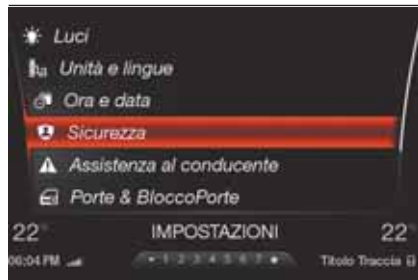 Luci
Unità e lingue
Ora e data
Sicurezza
Assistenza al conducente
Porte & BloccoPorte
22° IMPOSTAZIONI 22°
06:04 PM Titolo Traccia
1 2 3 4 5 6 7